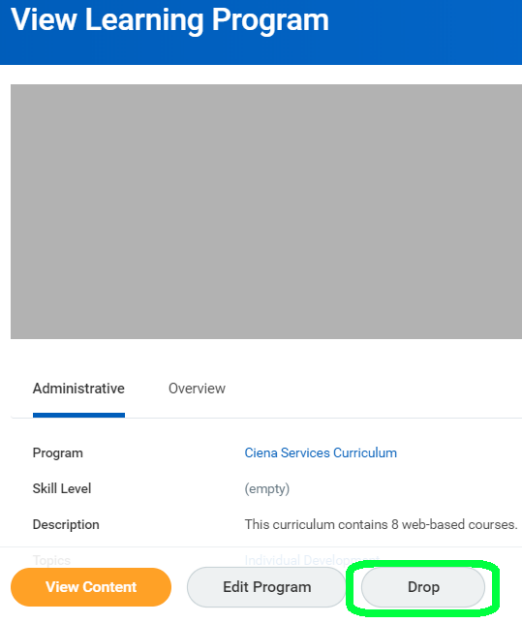 View Learning Program
Administrative Overview
Program Ciena Services Curriculum
Skill Level (empty)
Description This curriculum contains 8 web-based courses.
Topics Individual Development
View Content Edit Program Drop